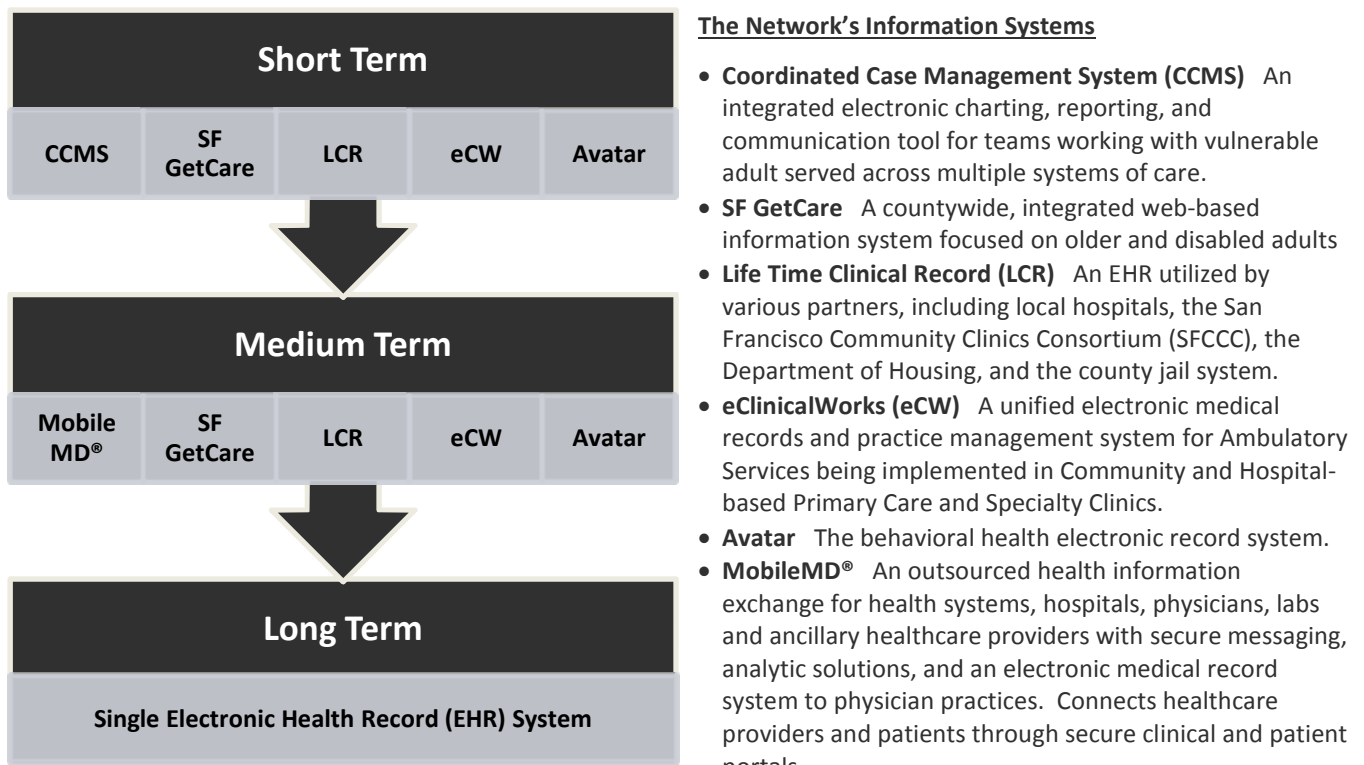 Short Term
CCMS
SF
GetCare
LCR
eCW
Avatar
Medium Term
Mobile
MD®
SF
GetCare
LCR
eCW
Avatar
Long Term
Single Electronic Health Record (EHR) System
The Network’s Information Systems
• Coordinated Case Management System (CCMS) An
integrated electronic charting, reporting, and
communication tool for teams working with vulnerable
adult served across multiple systems of care.
• SF GetCare A countywide, integrated web-based
information system focused on older and disabled adults
• Life Time Clinical Record (LCR) An EHR utilized by
various partners, including local hospitals, the San
Francisco Community Clinics Consortium (SFCCC), the
Department of Housing, and the county jail system.
• eClinicalWorks (eCW) A unified electronic medical
records and practice management system for Ambulatory
Services being implemented in Community and Hospital-
based Primary Care and Specialty Clinics.
• Avatar The behavioral health electronic record system.
• MobileMD® An outsourced health information
exchange for health systems, hospitals, physicians, labs
and ancillary healthcare providers with secure messaging,
analytic solutions, and an electronic medical record
system to physician practices. Connects healthcare
providers and patients through secure clinical and patient